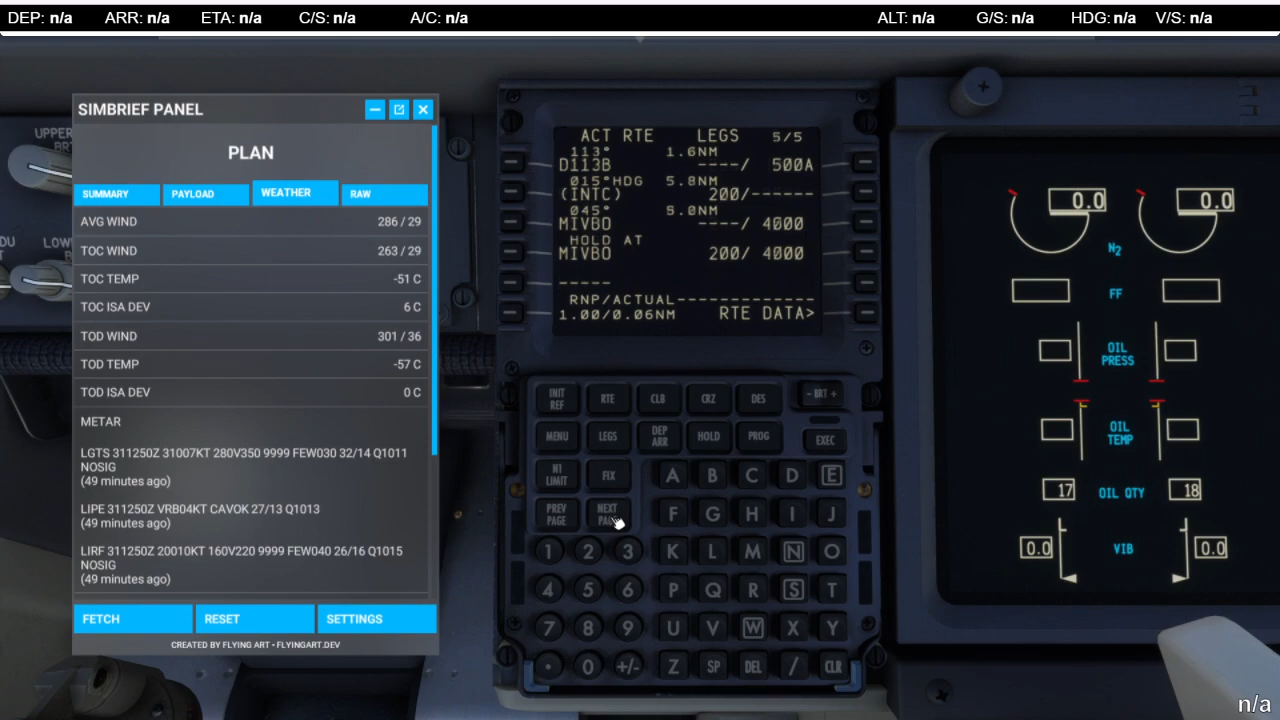 DEP: n/a ARR: n/a ETA: n/a C/S: n/a A/C: n/a ALT: n/a G/S: n/a HDG: n/a V/S: n/a
SIMBRIEF PANEL
PLAN
SUMMARY PAYLOAD WEATHER RAW
AVG WIND 286 / 29
TOC WIND 263 / 29
TOC TEMP -51 C
TOC ISA DEV 6 C
TOD WIND 301 / 36
TOD TEMP -57 C
TOD ISA DEV 0 C
METAR
LGTS 311250Z 31007KT 280V350 9999 FEW030 32/14 Q1011
NOSIG
(49 minutes ago)
LIPE 311250Z VRB04KT CAVOK 27/13 Q1013
(49 minutes ago)
LIRF 311250Z 20010KT 160V220 9999 FEW040 26/16 Q1015
NOSIG
(49 minutes ago)
FETCH RESET SETTINGS
CREATED BY FLYING ART • FLYINGART.DEV
UPPER
ACT RTE LEGS 5/5
113° 1.6NM
D113B ----/ 500A
015°HDG 5.8NM
(INTC) 200/------
045° 5.0NM
MIVBO ----/ 4000
HOLD AT
MIVBO 200/ 4000
-----
RNP/ACTUAL--------------
1.00/0.06NM RTE DATA>
INIT
REF
RTE CLB CRZ DES - BRT +
MENU LEGS
DEP
ARR
HOLD PROG EXEC
N1
LIMIT
FIX A B C D E
PREV
PAGE
NEXT
F G H I J
1 2 3 K L M N O
4 5 6 P Q R S T
7 8 9 U V W X Y
. 0 +/- Z SP DEL / CLR
0.0 0.0
N2
FF
OIL
PRESS
OIL
TEMP
17 OIL QTY 18
0.0 VIB 0.0
n/a